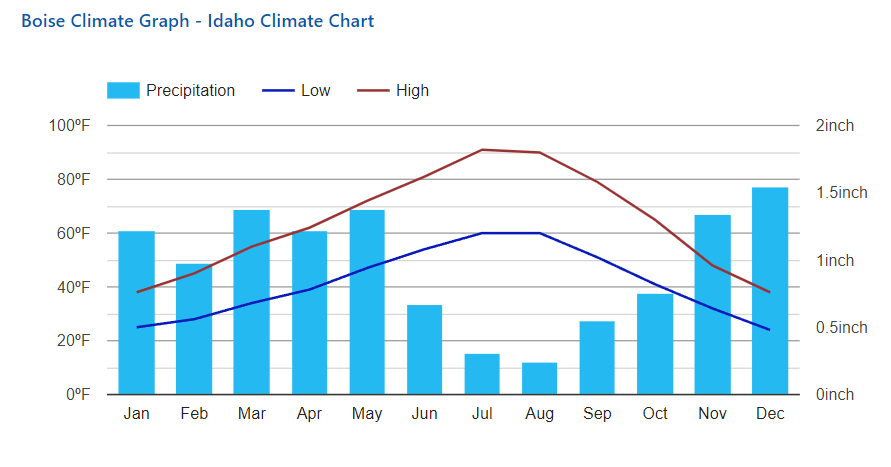 Boise Climate Graph - Idaho Climate Chart
Precipitation Low High
100ºF 2inch
80ºF 1.5inch
60ºF 1inch
40ºF 0.5inch
20ºF
0ºF 0inch
Jan Feb Mar Apr May Jun Jul Aug Sep Oct Nov Dec